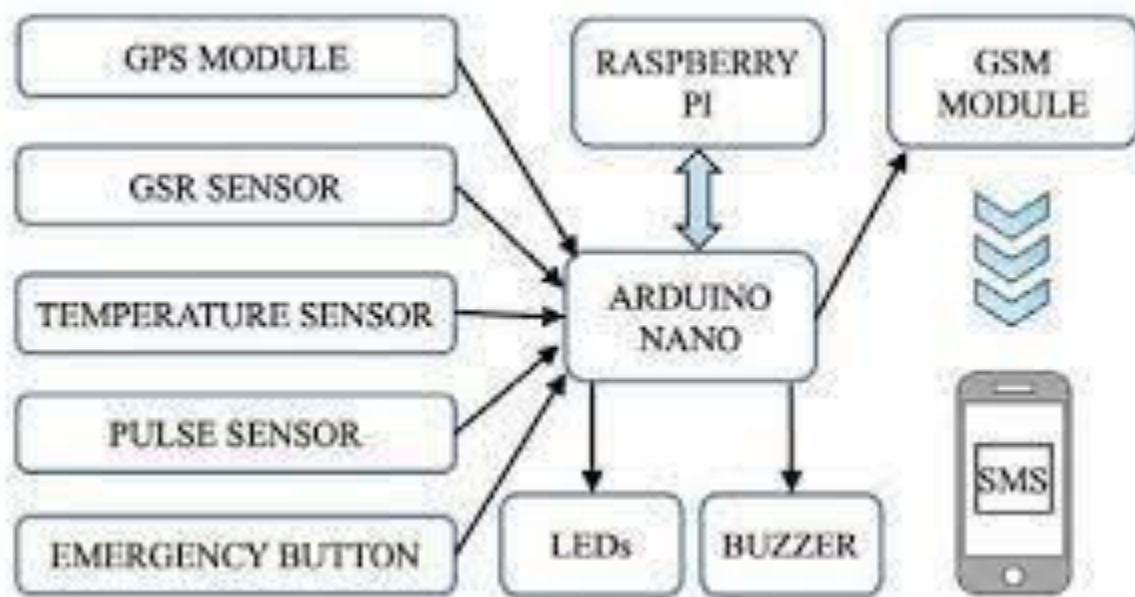 GPS MODULE
GSR SENSOR
TEMPERATURE SENSOR
PULSE SENSOR
EMERGENCY BUTTON
RASPBERRY
PI
ARDUINO
NANO
LEDs
BUZZER
GSM
MODULE
SMS